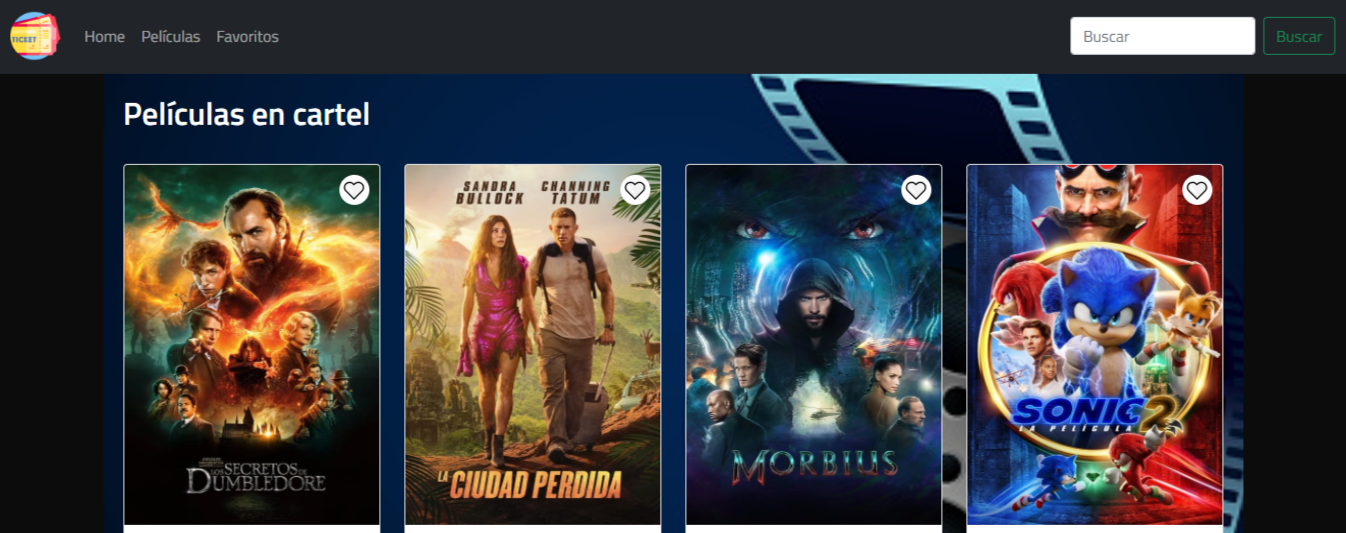 TICKET
Home
Películas
Favoritos
Buscar
Buscar
Películas en cartel
LOS SECRETOS DE
DUMBLEDORE
SANDRA
BULLOCK
CHANNING
TATUM
LA CIUDAD PERDIDA
MORBIUS
SONIC 2
LA PELÍCULA